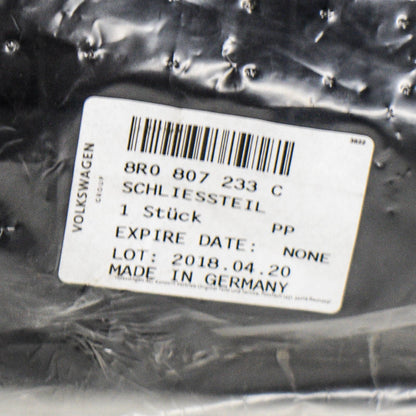 3622
VOLKSWAGEN
GROUP
8R0 807 233 C
SCHLIESSTEIL
1 Stück PP
EXPIRE DATE: NONE
LOT: 2018.04.20
MADE IN GERMANY